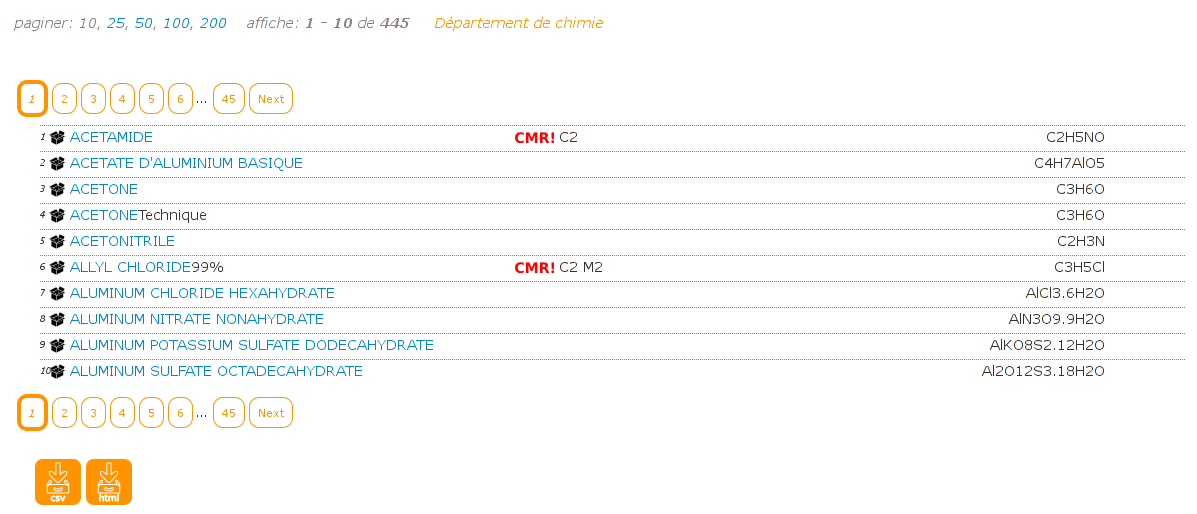 paginer: 10, 25, 50, 100, 200 affiche: 1 - 10 de 445 Département de chimie
1 2 3 4 5 6 ... 45 Next
1 ACETAMIDE CMR! C2 C2H5NO
2 ACETATE D'ALUMINIUM BASIQUE C4H7AlO5
3 ACETONE C3H6O
4 ACETONETechnique C3H6O
5 ACETONITRILE C2H3N
6 ALLYL CHLORIDE99% CMR! C2 M2 C3H5Cl
7 ALUMINUM CHLORIDE HEXAHYDRATE AlCl3.6H2O
8 ALUMINUM NITRATE NONAHYDRATE AlN3O9.9H2O
9 ALUMINUM POTASSIUM SULFATE DODECAHYDRATE AlKO8S2.12H2O
10 ALUMINUM SULFATE OCTADECAHYDRATE Al2O12S3.18H2O
1 2 3 4 5 6 ... 45 Next
csv html